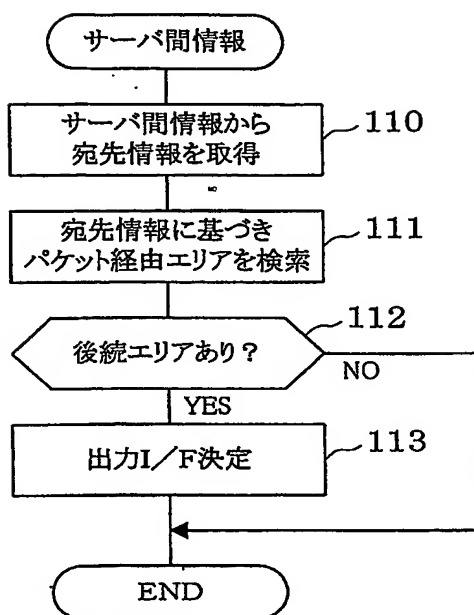 サーバ間情報
サーバ間情報から
宛先情報を取得
110
宛先情報に基づき
パケット経由エリアを検索
111
後続エリアあり？
112
NO
YES
出力I／F決定
113
END